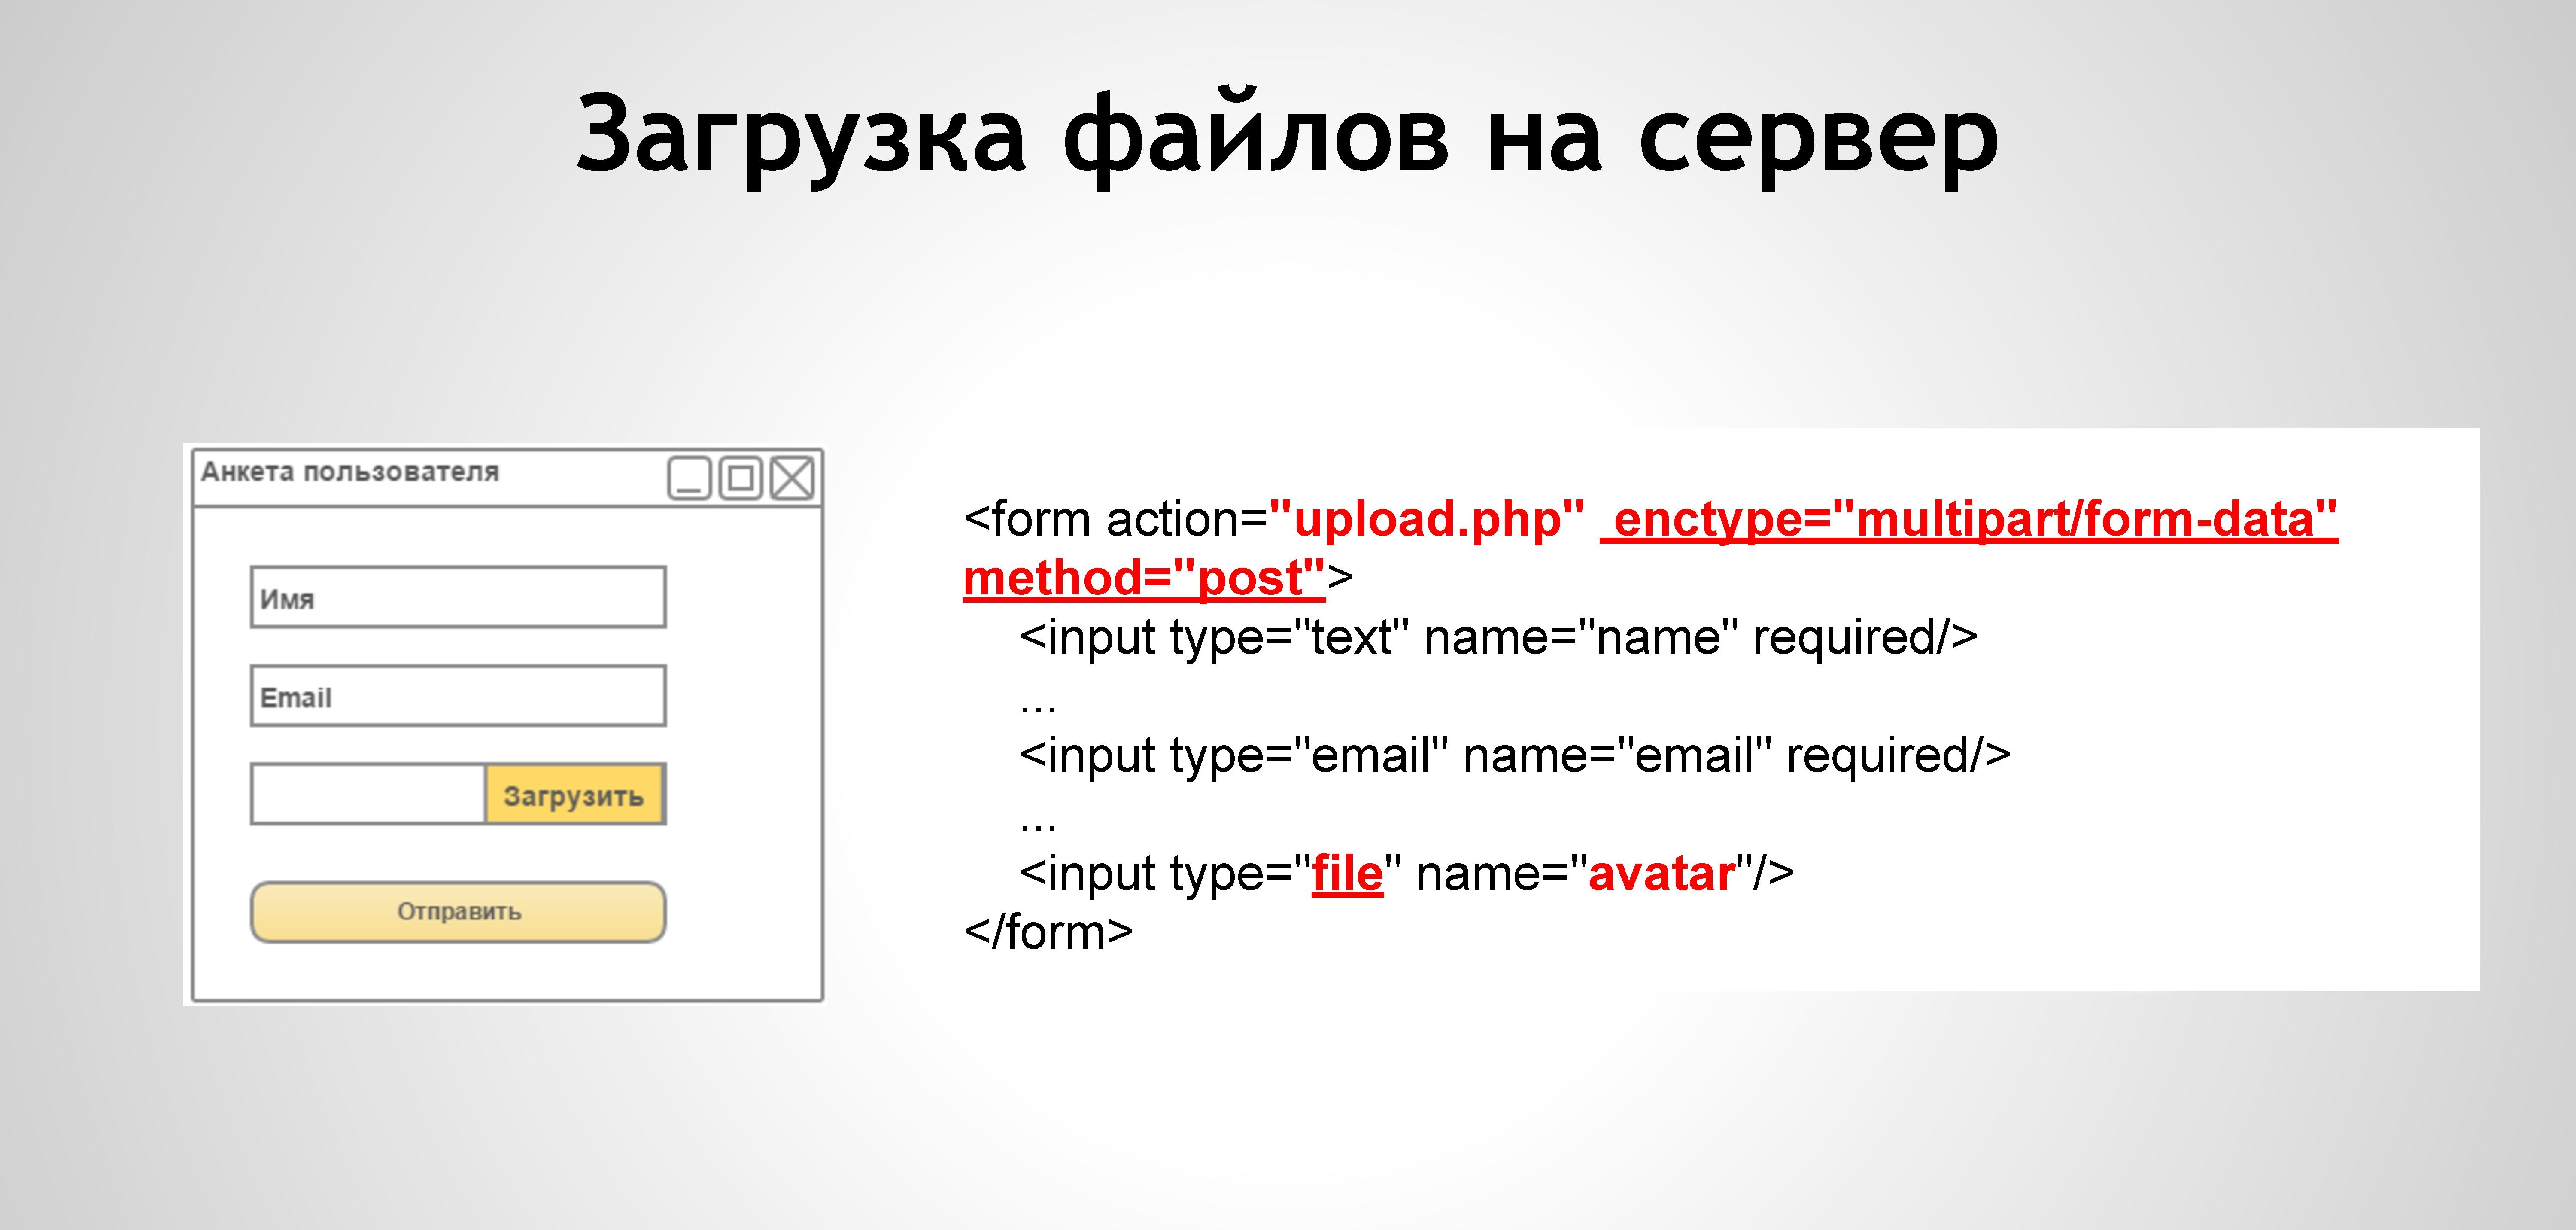 Загрузка файлов на сервер
Анкета пользователя
Имя
Email
Загрузить
Отправить
<form action="upload.php" enctype="multipart/form-data"
method="post">
<input type="text" name="name" required/>
...
<input type="email" name="email" required/>
...
<input type="file" name="avatar"/>
</form>